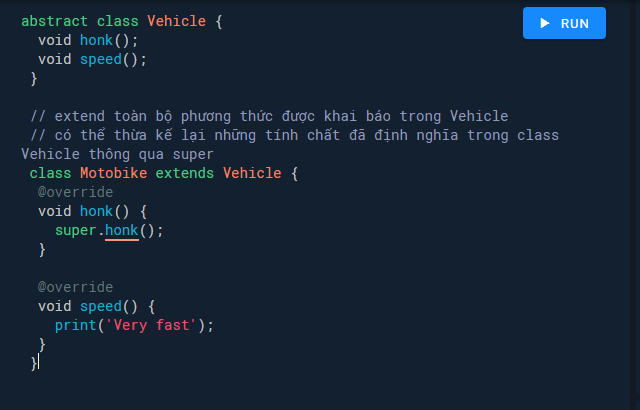 abstract class Vehicle {
RUN
void honk();
void speed();
}
// extend toàn bộ phương thức được khai báo trong Vehicle
// có thể thừa kế lại những tính chất đã định nghĩa trong class
Vehicle thông qua super
class Motobike extends Vehicle {
@override
void honk() {
super.honk();
}
@override
void speed() {
print('Very fast');
}
}